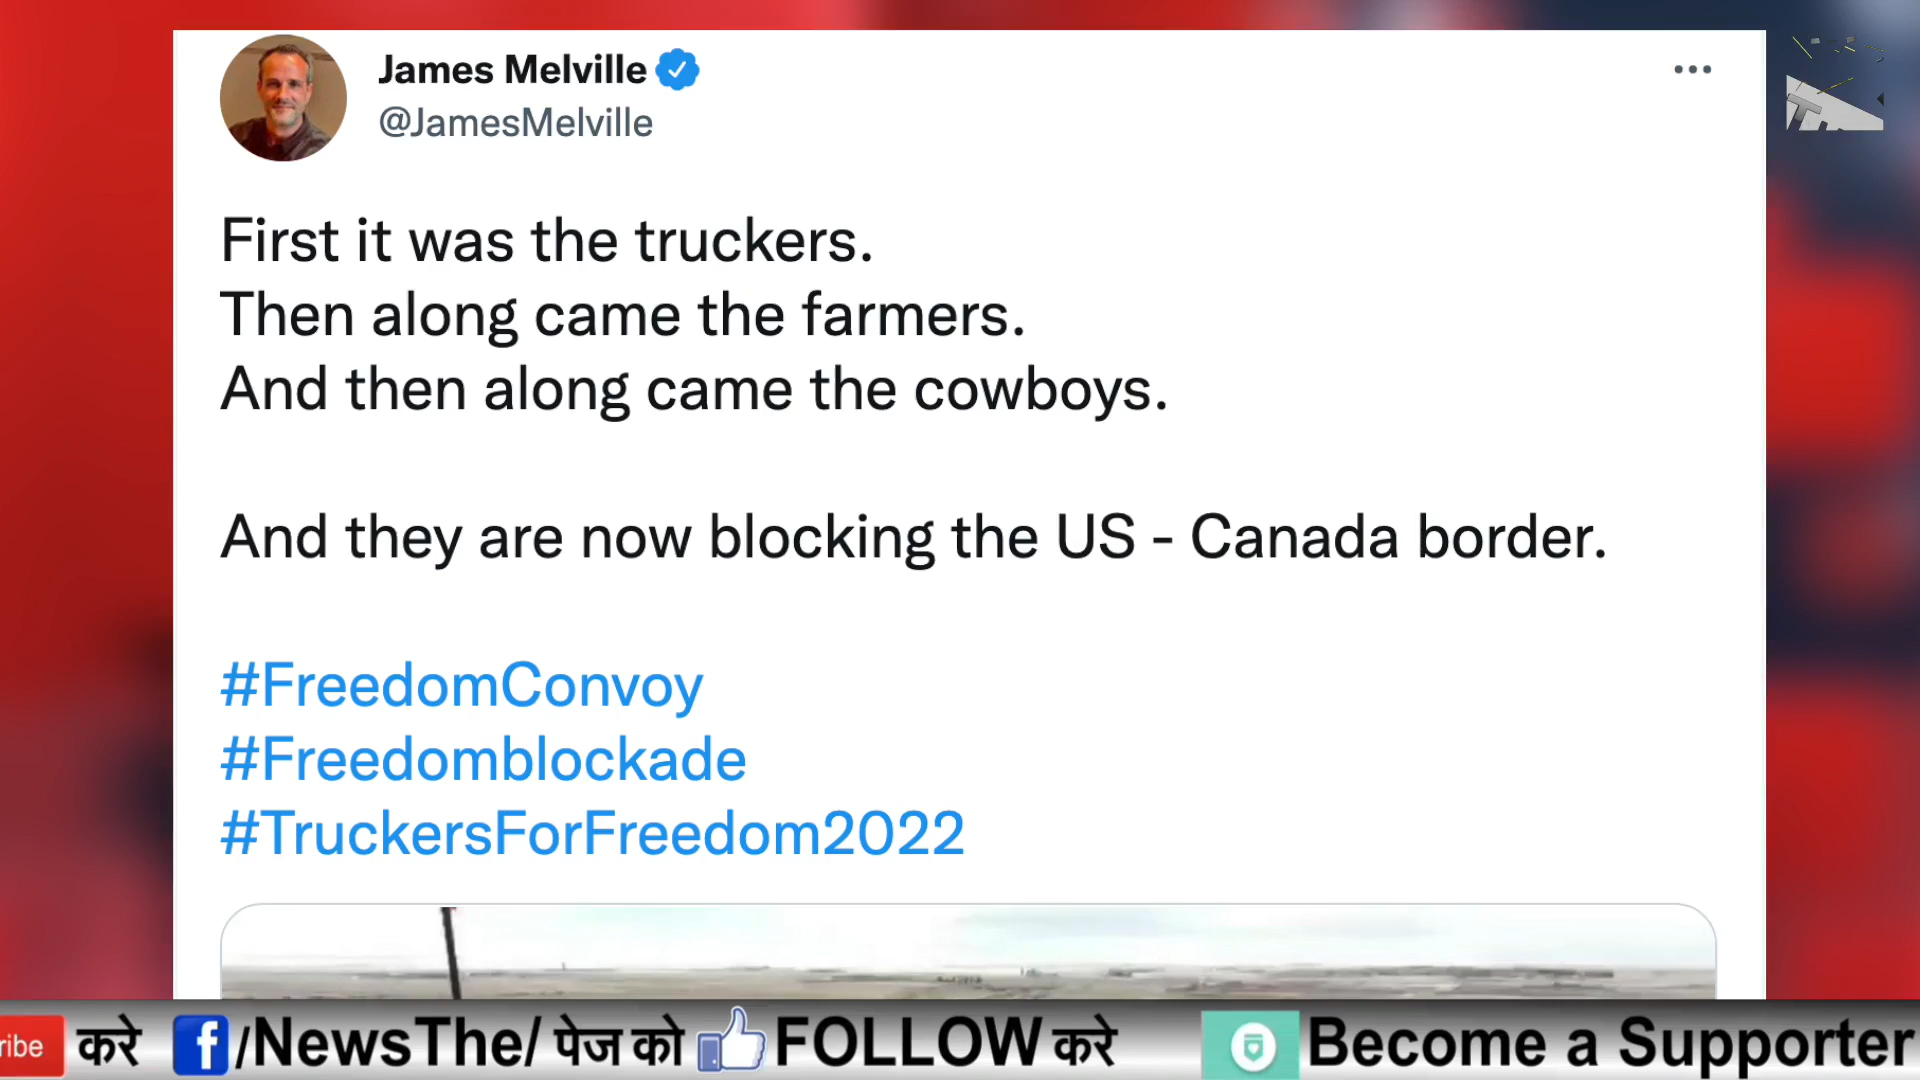 James Melville
@JamesMelville
First it was the truckers.
Then along came the farmers.
And then along came the cowboys.
And they are now blocking the US - Canada border.
#FreedomConvoy
#Freedomblockade
#TruckersForFreedom2022
ribe करे f/NewsThe/ पेज को FOLLOW करे Become a Supporter